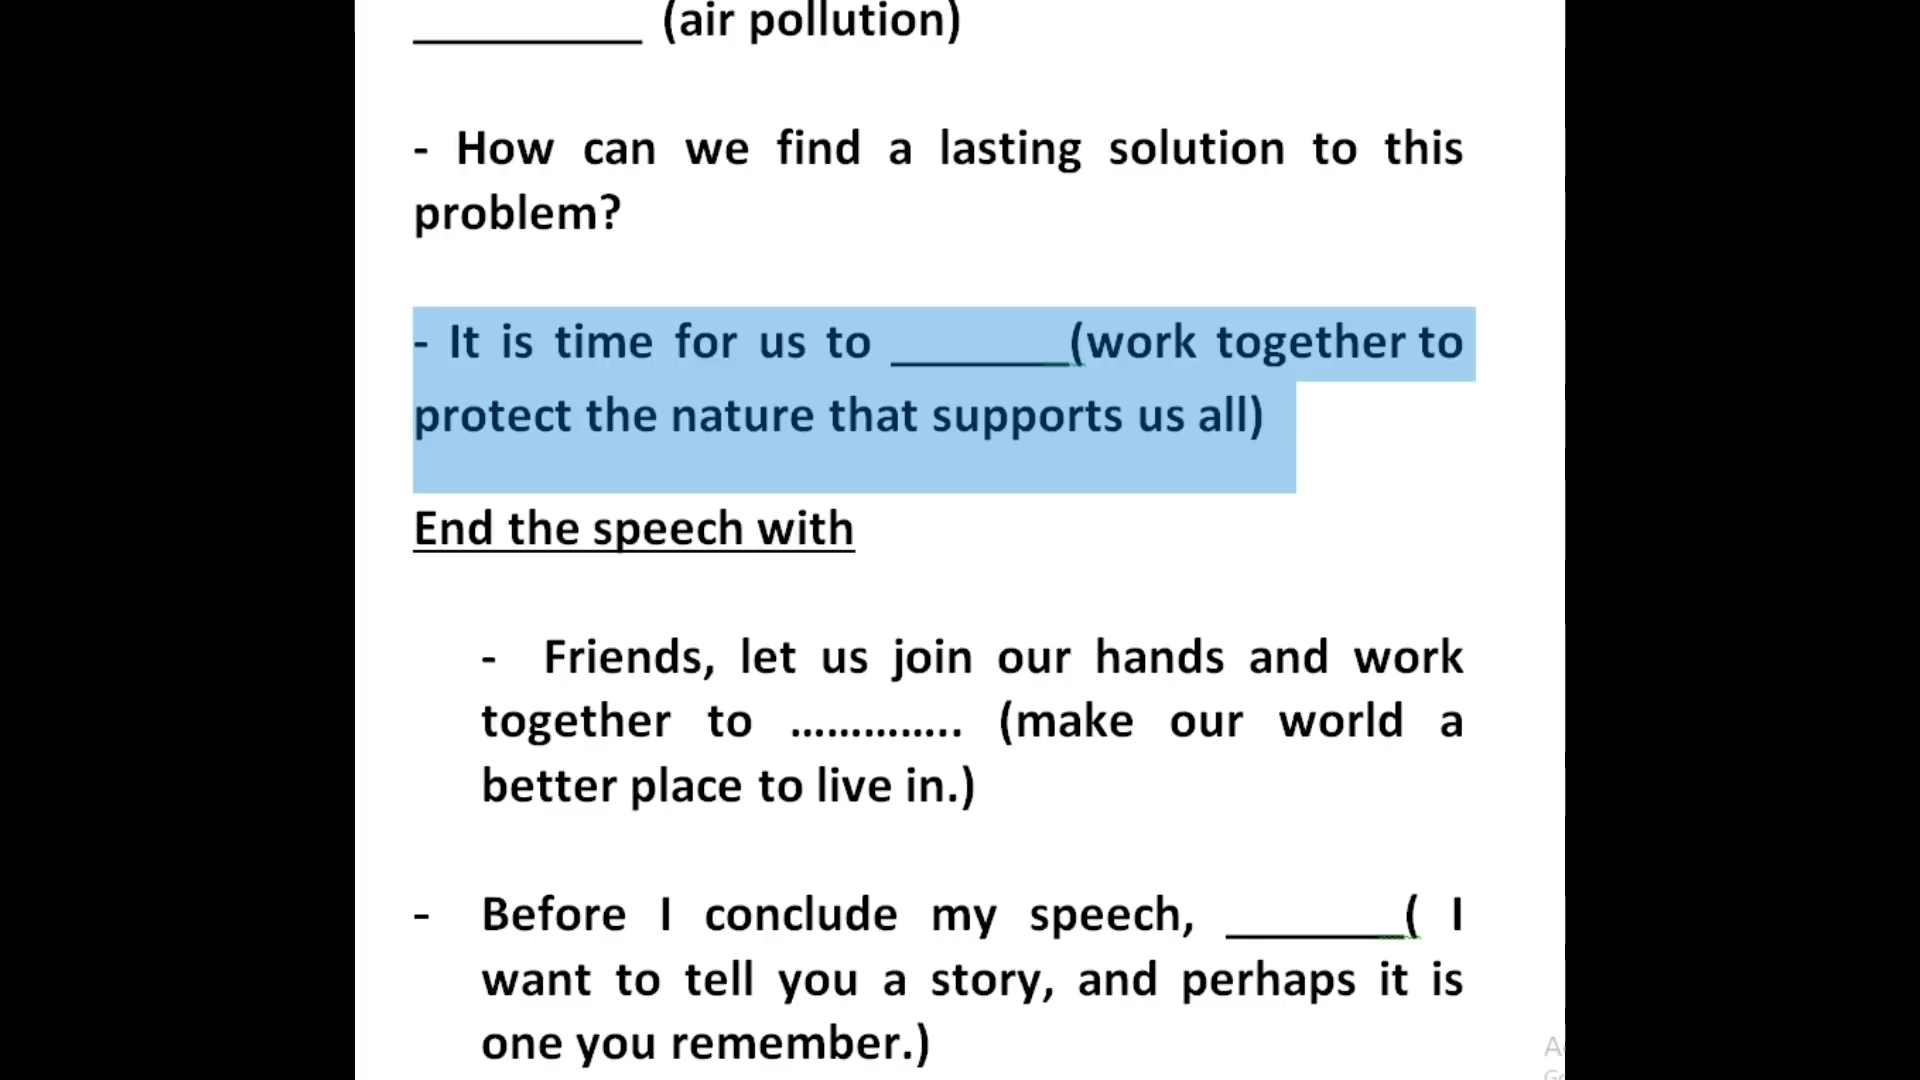 _________ (air pollution)
- How can we find a lasting solution to this
problem?
- It is time for us to _______(work together to
protect the nature that supports us all)
End the speech with
- Friends, let us join our hands and work
together to ………….. (make our world a
better place to live in.)
- Before I conclude my speech, _______( I
want to tell you a story, and perhaps it is
one you remember.)